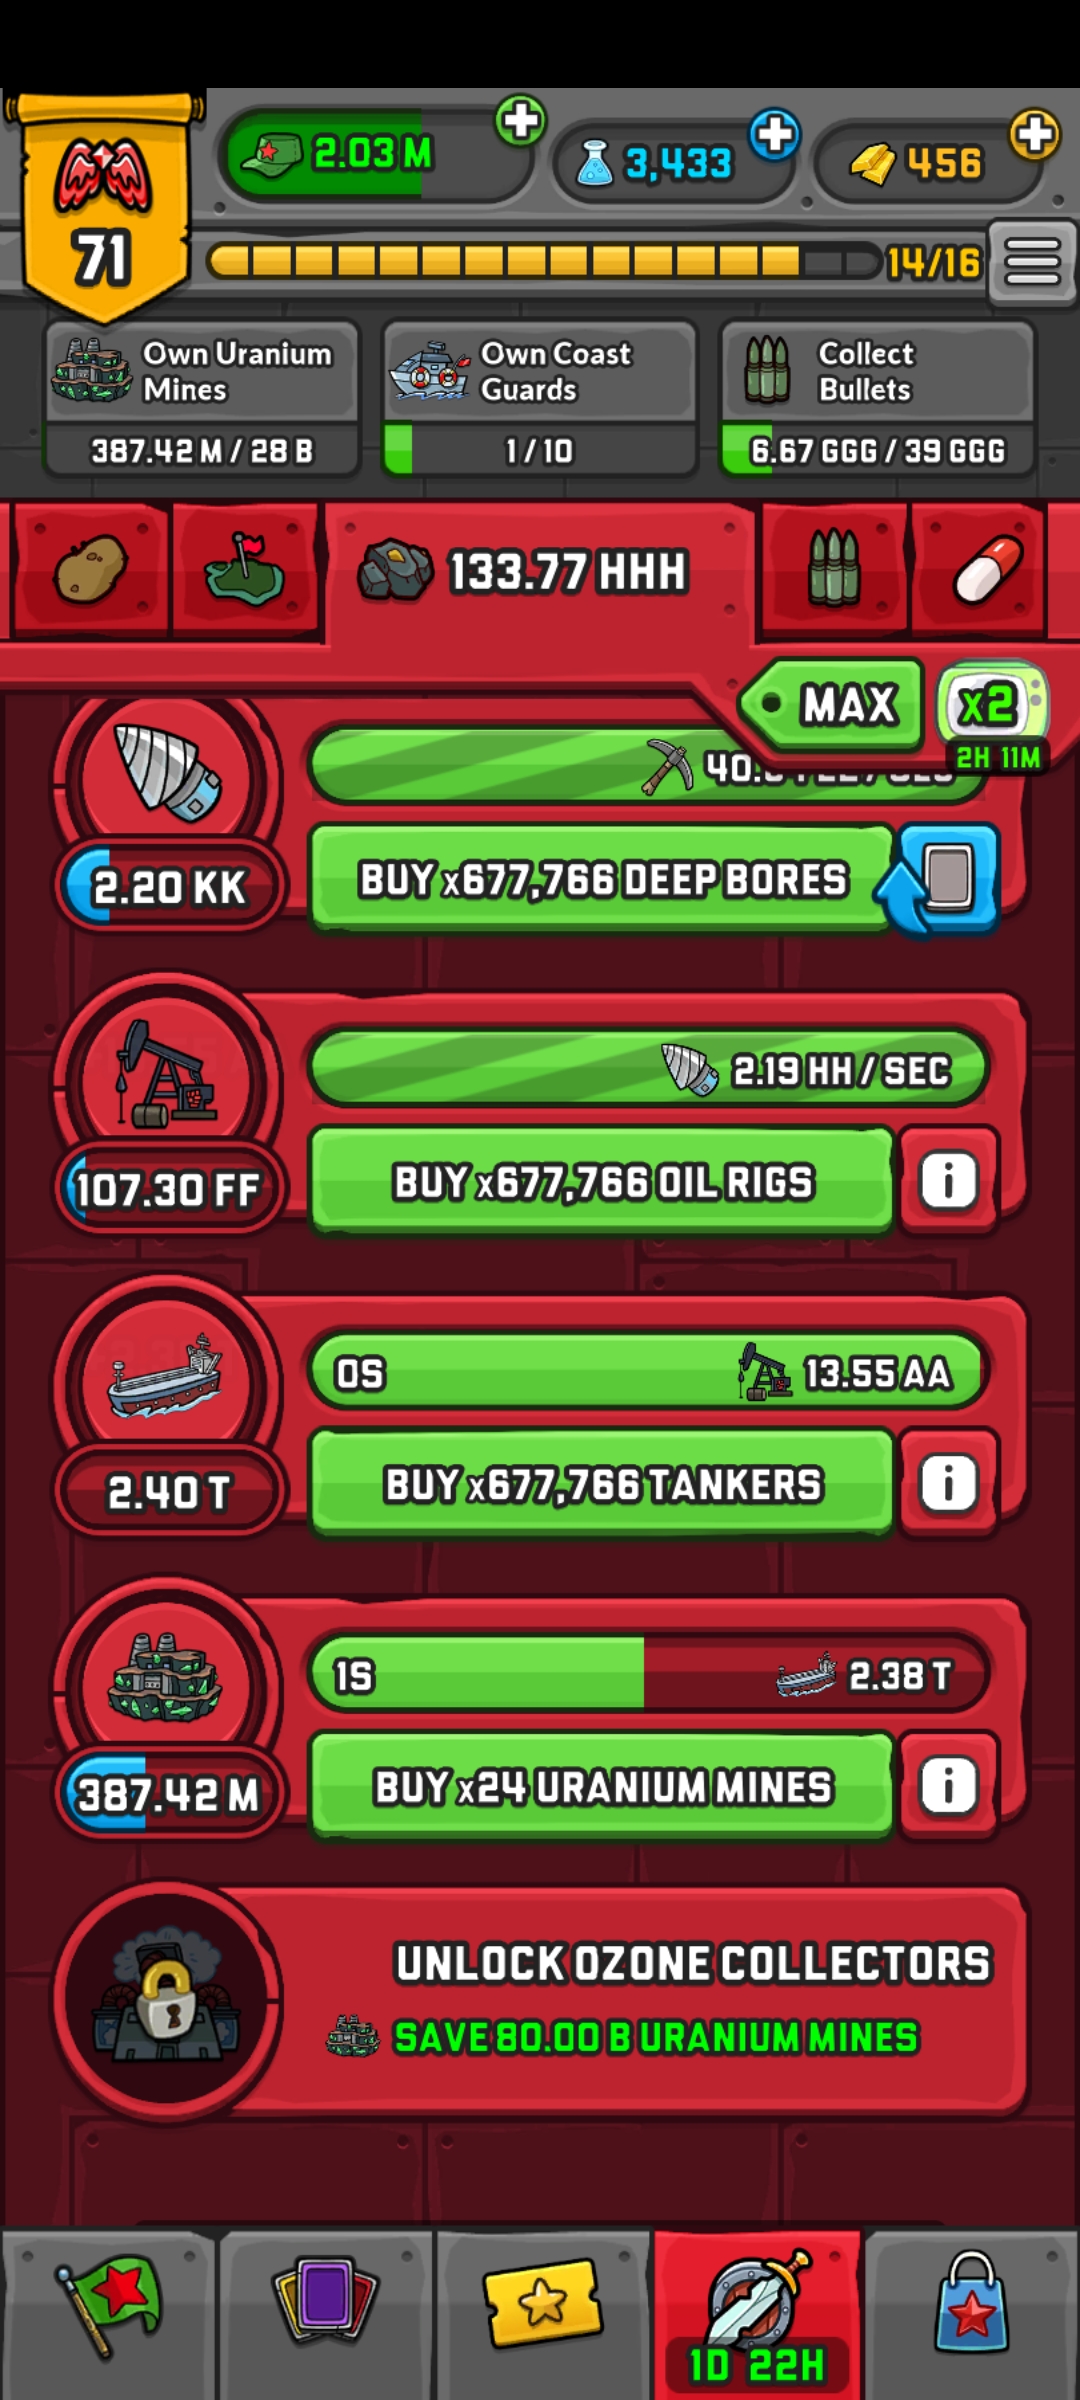 2.03 M
3,433
456
71
14/16
Own Uranium
Mines
387.42 M / 28 B
Own Coast
Guards
1 / 10
Collect
Bullets
6.67 GGG / 39 GGG
133.77 HHH
MAX
x2
2H 11M
2.20 KK
BUY x677,766 DEEP BORES
2.19 HH / SEC
107.30 FF
BUY x677,766 OIL RIGS
0S
13.55 AA
2.40 T
BUY x677,766 TANKERS
1S
2.38 T
387.42 M
BUY x24 URANIUM MINES
UNLOCK OZONE COLLECTORS
SAVE 80.00 B URANIUM MINES
1D 22H